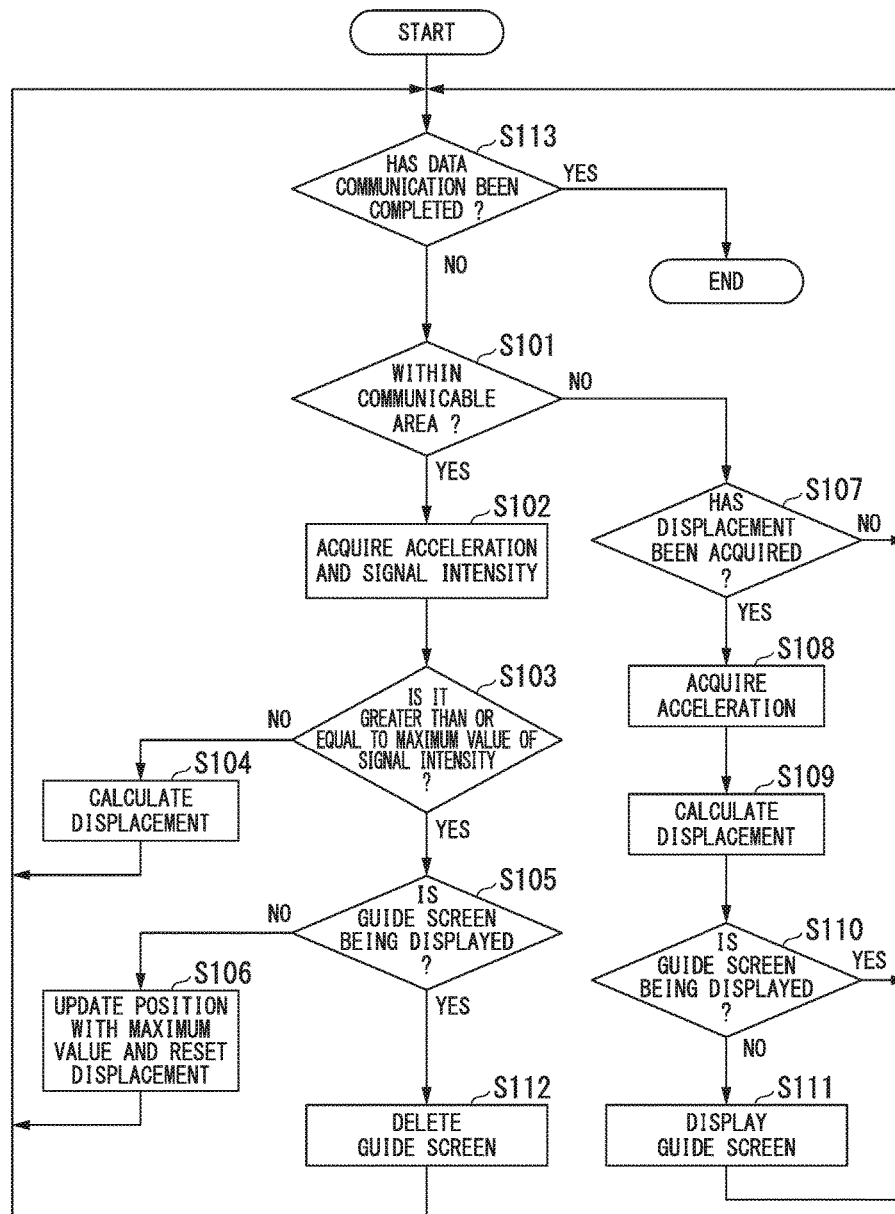 START
S113
HAS DATA
COMMUNICATION BEEN
COMPLETED ?
YES
NO
END
S101
WITHIN
COMMUNICABLE
AREA ?
NO
YES
S107
HAS
DISPLACEMENT
BEEN ACQUIRED
?
NO
YES
S102
ACQUIRE ACCELERATION
AND SIGNAL INTENSITY
S108
ACQUIRE
ACCELERATION
S103
IS IT
GREATER THAN OR
EQUAL TO MAXIMUM VALUE OF
SIGNAL INTENSITY
?
NO
YES
S104
CALCULATE
DISPLACEMENT
S109
CALCULATE
DISPLACEMENT
S105
IS
GUIDE SCREEN
BEING DISPLAYED
?
NO
YES
S110
IS
GUIDE SCREEN
BEING DISPLAYED
?
YES
NO
S106
UPDATE POSITION
WITH MAXIMUM
VALUE AND RESET
DISPLACEMENT
S112
DELETE
GUIDE SCREEN
S111
DISPLAY
GUIDE SCREEN